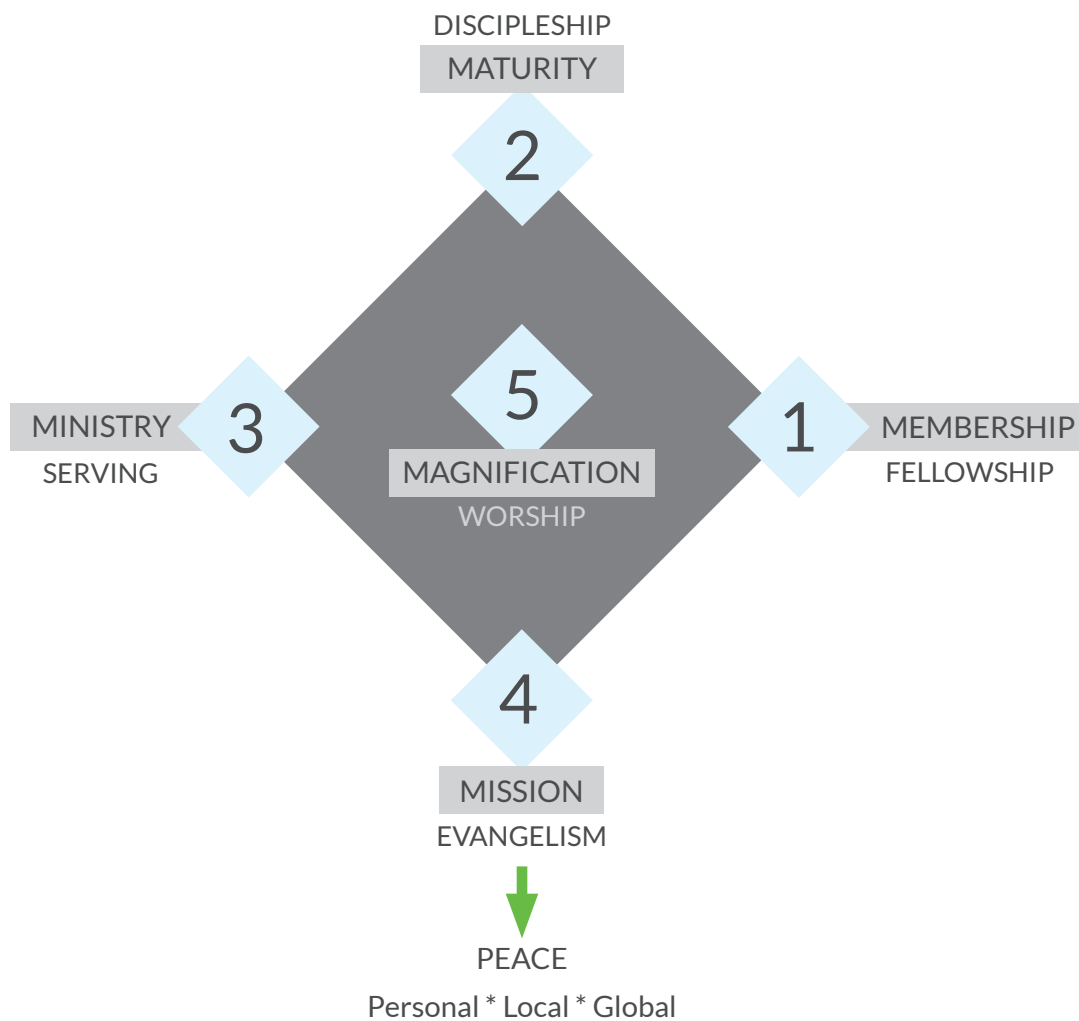 DISCIPLESHIP
MATURITY
2
5
MAGNIFICATION
WORSHIP
3
MINISTRY
SERVING
1
MEMBERSHIP
FELLOWSHIP
4
MISSION
EVANGELISM
PEACE
Personal * Local * Global